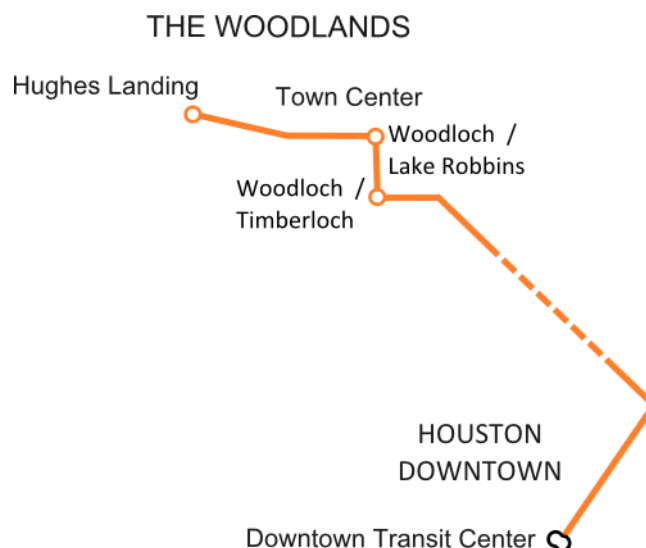 THE WOODLANDS
Hughes Landing
Town Center
Woodloch /
Lake Robbins
Woodloch /
Timberloch
HOUSTON
DOWNTOWN
Downtown Transit Center